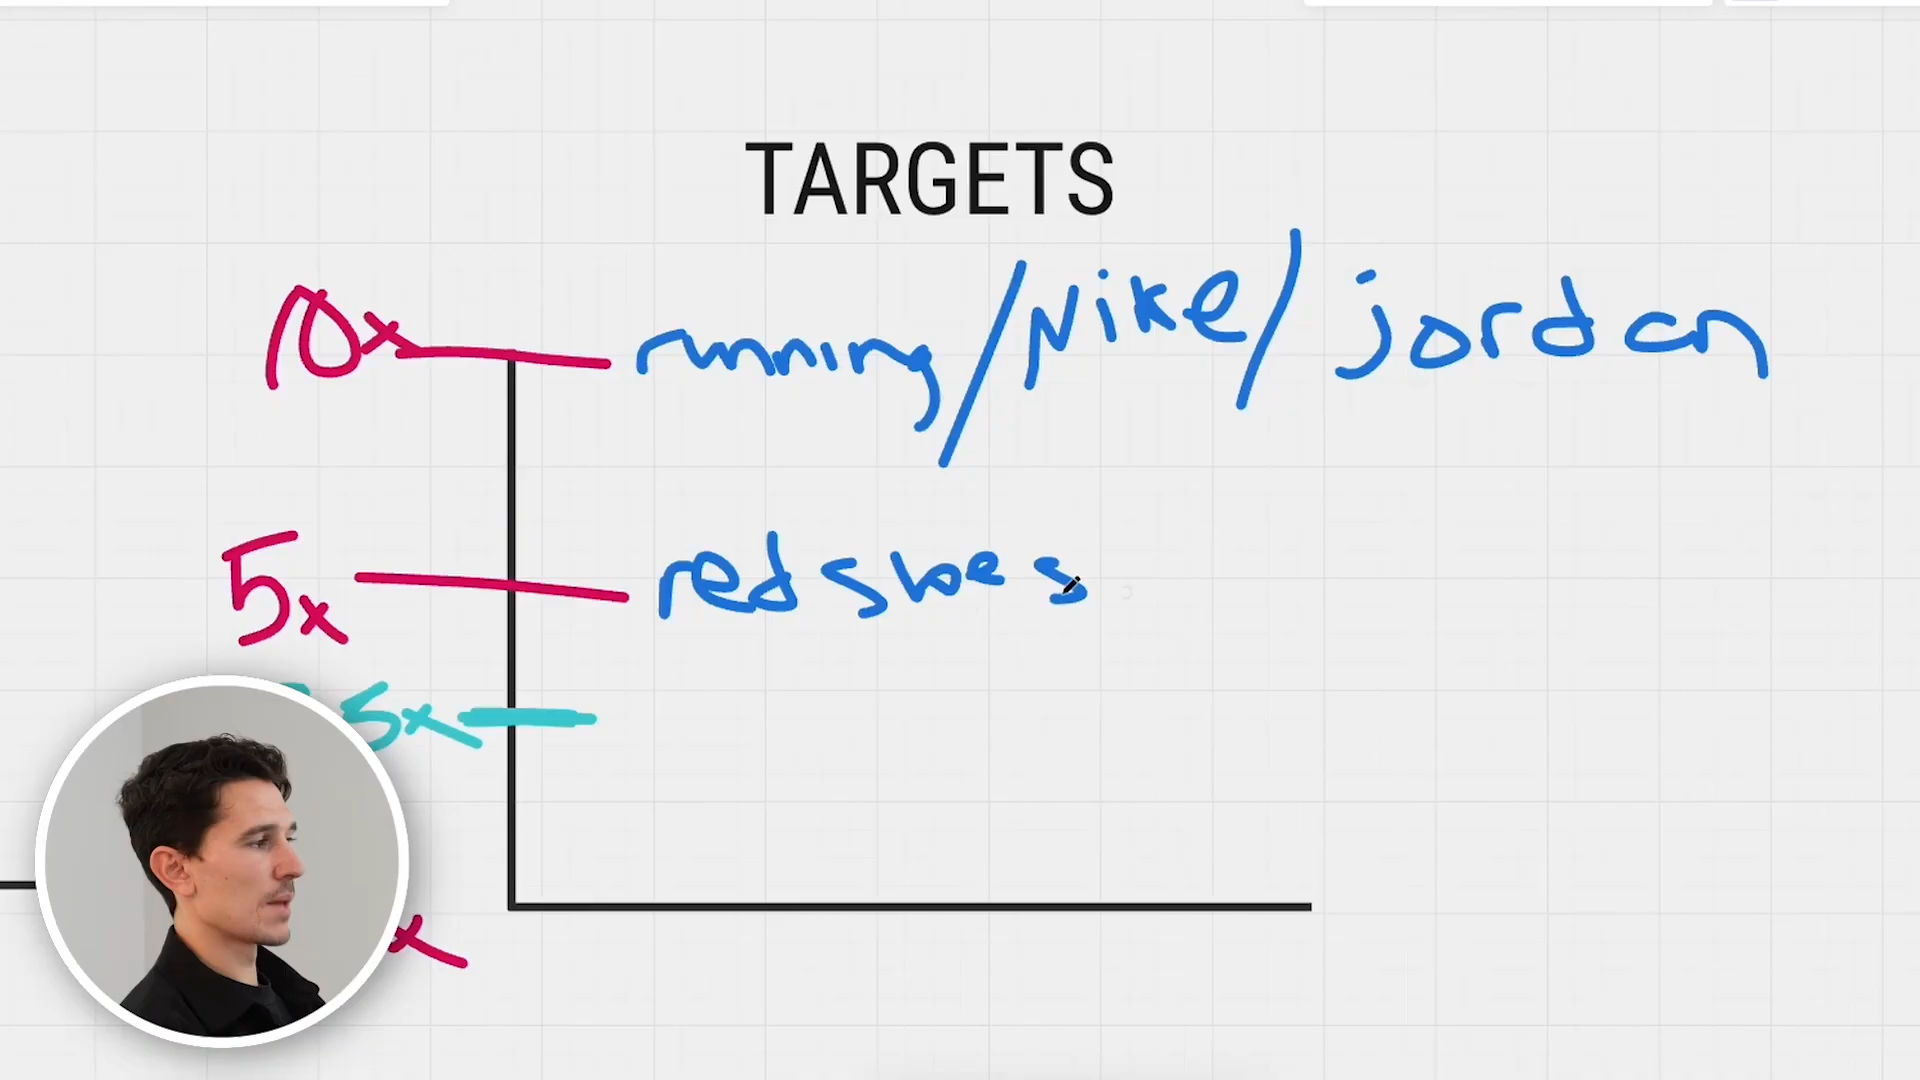 TARGETS
10x running/Nike/jordan
5x red shoes
5x
x